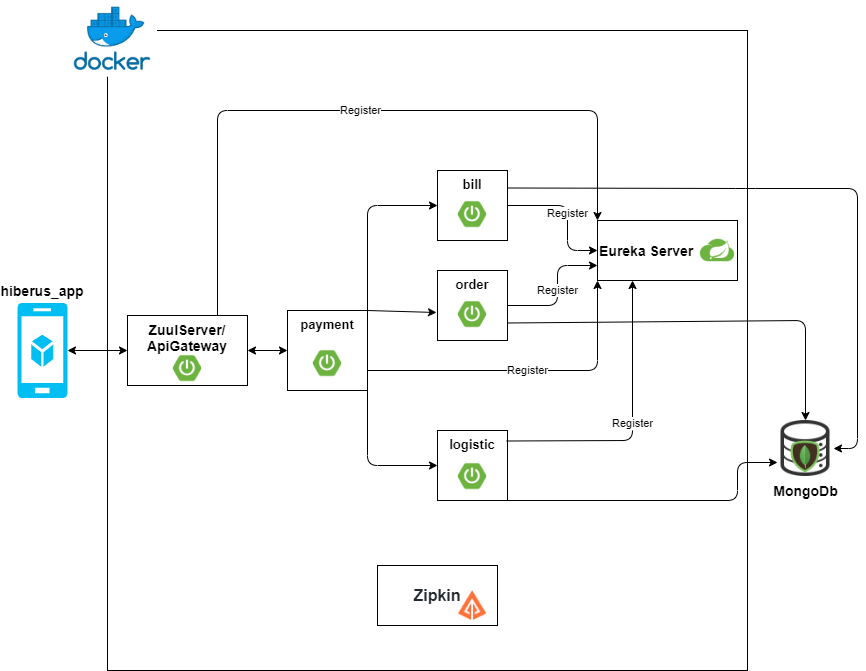 docker
Register
bill
Register
Eureka Server
order
hiberus_app
Register
ZuulServer/
ApiGateway
payment
Register
Register
logistic
MongoDb
Zipkin